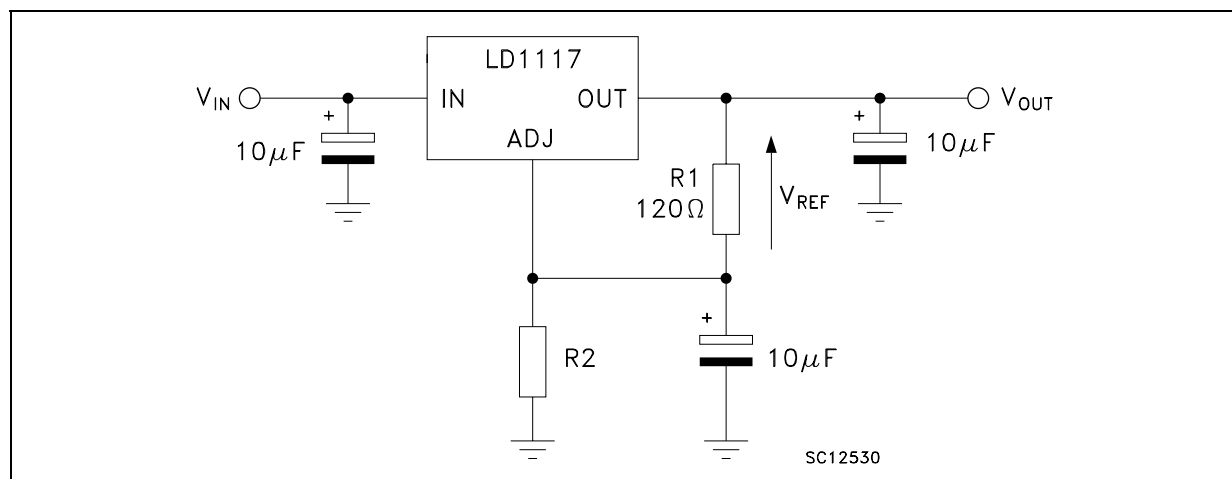 LD1117
V_IN
IN
OUT
V_OUT
+
10μF
ADJ
+
10μF
R1
120Ω
V_REF
+
R2
10μF
SC12530